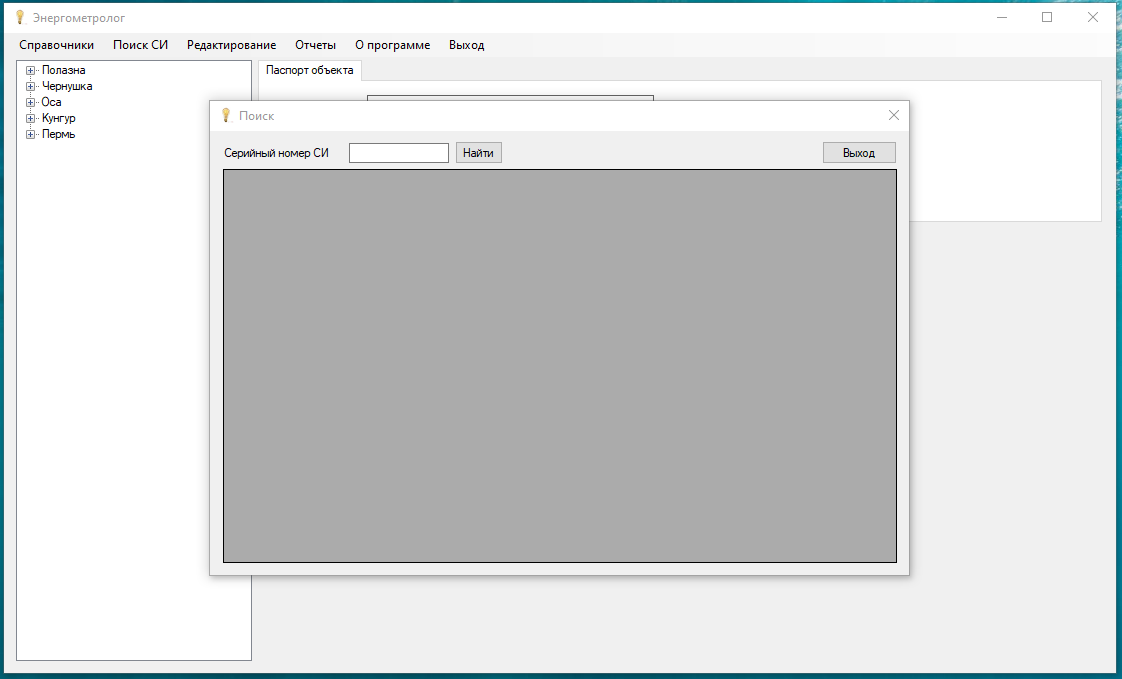 Энергометролог
Справочники Поиск СИ Редактирование Отчеты О программе Выход
Полазна
Чернушка
Оса
Кунгур
Пермь
Паспорт объекта
Поиск
Серийный номер СИ Найти Выход